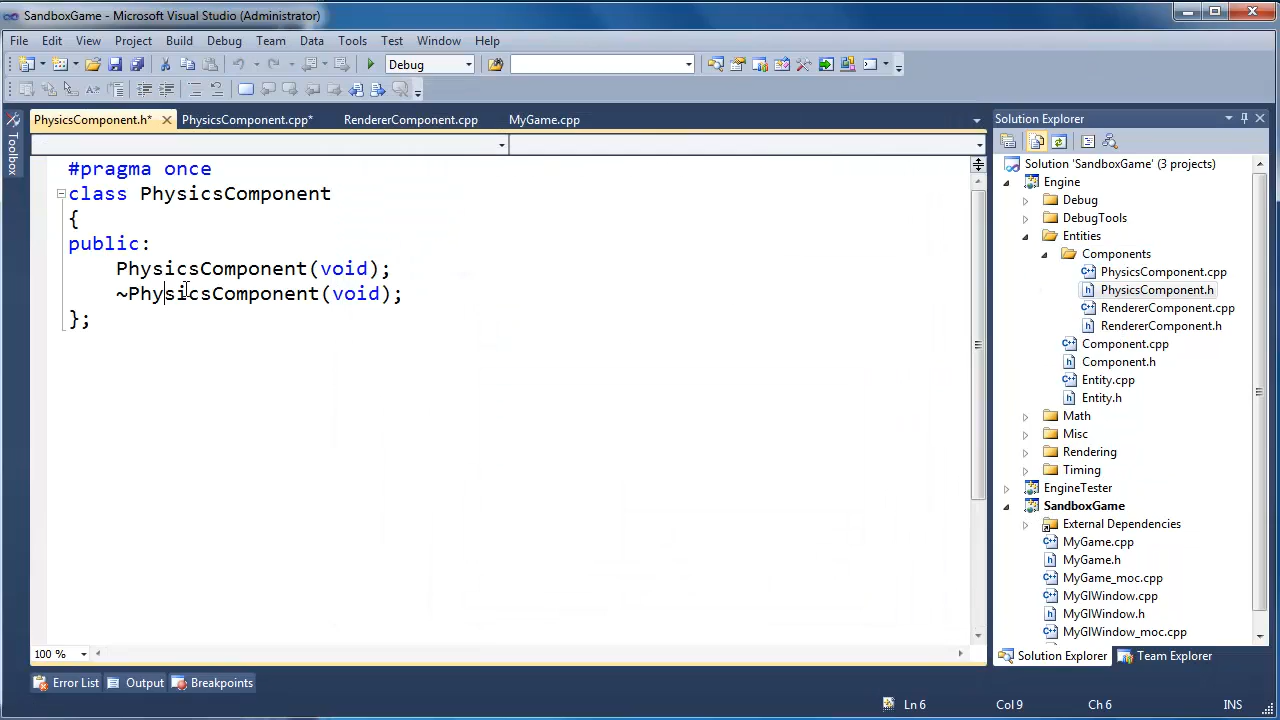 SandboxGame - Microsoft Visual Studio (Administrator)
File Edit View Project Build Debug Team Data Tools Test Window Help
Debug
PhysicsComponent.h* PhysicsComponent.cpp* RendererComponent.cpp MyGame.cpp
Toolbox
#pragma once
class PhysicsComponent
{
public:
PhysicsComponent(void);
~PhysicsComponent(void);
};
100 %
Solution Explorer
Solution 'SandboxGame' (3 projects)
Engine
Debug
DebugTools
Entities
Components
PhysicsComponent.cpp
PhysicsComponent.h
RendererComponent.cpp
RendererComponent.h
Component.cpp
Component.h
Entity.cpp
Entity.h
Math
Misc
Rendering
Timing
EngineTester
SandboxGame
External Dependencies
MyGame.cpp
MyGame.h
MyGame_moc.cpp
MyGlWindow.cpp
MyGlWindow.h
MyGlWindow_moc.cpp
Solution Explorer Team Explorer
Error List Output Breakpoints
Ln 6 Col 9 Ch 6 INS